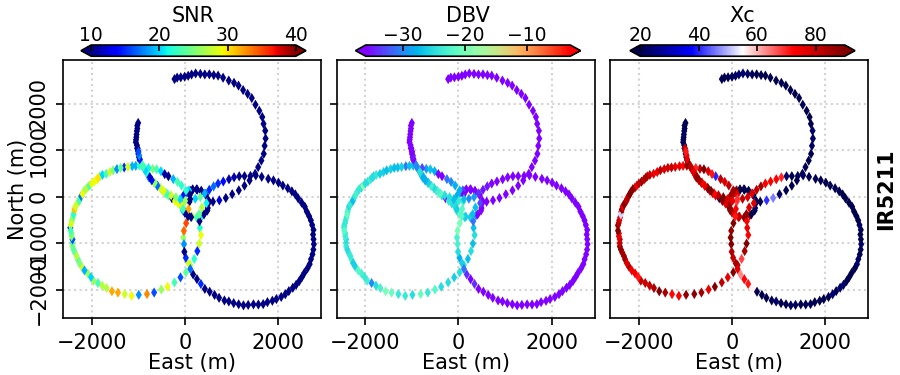 SNR DBV Xc
10 20 30 40 −30 −20 −10 20 40 60 80
North (m)
2000
1000
0
−1000
−2000
−2000 0 2000 −2000 0 2000 −2000 0 2000
East (m) East (m) East (m)
IR5211